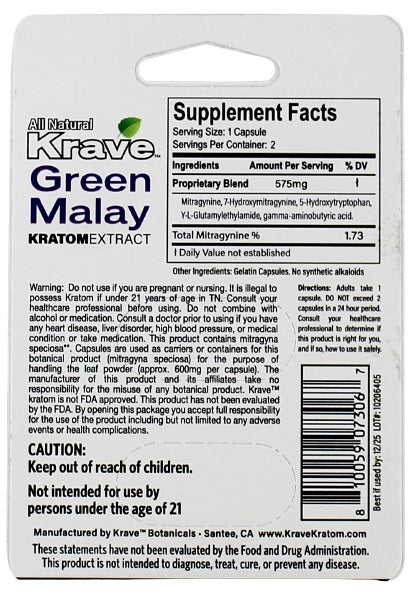 All Natural
Krave™
Green
Malay
KRATOM EXTRACT
Supplement Facts
Serving Size: 1 Capsule
Servings Per Container: 2
Ingredients Amount Per Serving % DV
Proprietary Blend 575mg ƚ
Mitragynine, 7-Hydroxymitragynine, 5-Hydroxytryptophan,
Y-L-Glutamylethylamide, gamma-aminobutyric acid.
Total Mitragynine % 1.73
ƚ Daily Value not established
Other Ingredients: Gelatin Capsules. No synthetic alkaloids
Warning: Do not use if you are pregnant or nursing. It is illegal to
possess Kratom if under 21 years of age in TN. Consult your
healthcare professional before using. Do not combine with
alcohol or medication. Consult a doctor prior to using if you have
any heart disease, liver disorder, high blood pressure, or medical
condition or take medication. This product contains mitragyna
speciosa**. Capsules are used as carriers or containers for this
botanical product (mitragyna speciosa) for the purpose of
handling the leaf powder (approx. 600mg per capsule). The
manufacturer of this product and its affiliates take no
responsibility for the misuse of any botanical product. Krave™
kratom is not FDA approved. This product has not been evaluated
by the FDA. By opening this package you accept full responsibility
for the use of the product including but not limited to any adverse
events or health complications.
Directions: Adults take 1
capsule. DO NOT exceed 2
capsules in a 24 hour period.
Consult your healthcare
professional to determine if
this product is right for you,
and if so, how to use it safely.
8 10059 07306 7
Best if used by: 12/25 LOT#: 10206405
CAUTION:
Keep out of reach of children.
Not intended for use by
persons under the age of 21
Manufactured by Krave™ Botanicals • Santee, CA www.KraveKratom.com
These statements have not been evaluated by the Food and Drug Administration.
This product is not intended to diagnose, treat, cure, or prevent any disease.